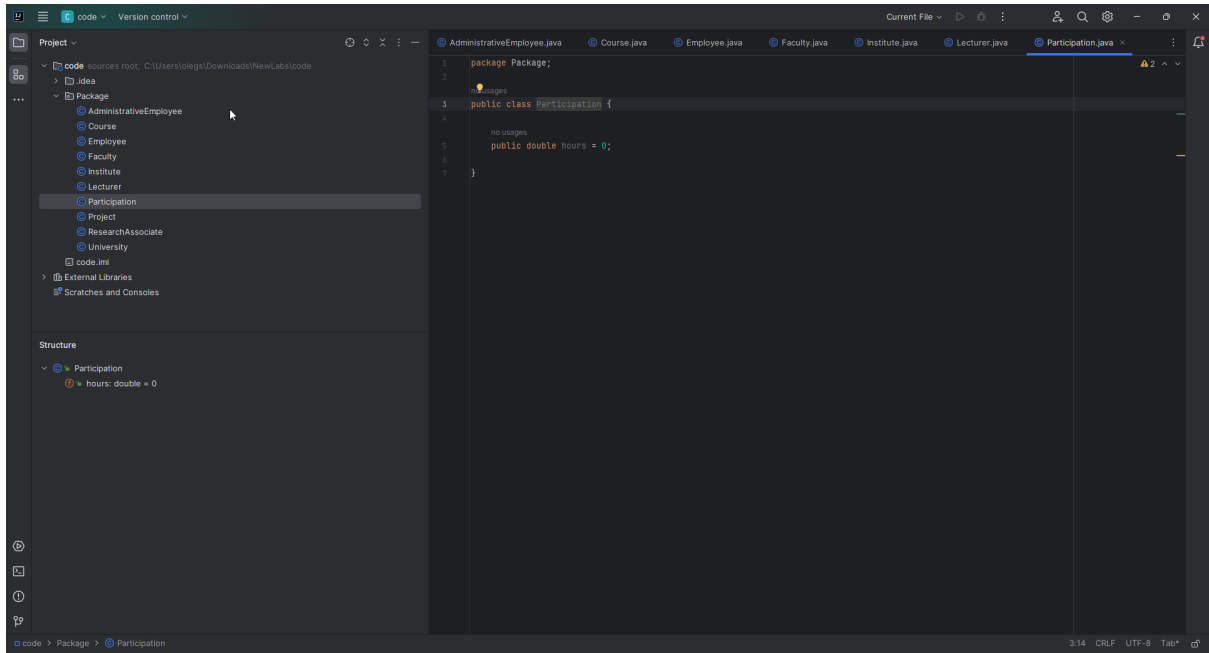 C code Version control Current File
Project
AdministrativeEmployee.java Course.java Employee.java Faculty.java Institute.java Lecturer.java Participation.java
code sources root, C:\Users\olegs\Downloads\NewLabs\code
.idea
Package
AdministrativeEmployee
Course
Employee
Faculty
Institute
Lecturer
Participation
Project
ResearchAssociate
University
code.iml
External Libraries
Scratches and Consoles
Structure
Participation
hours: double = 0
1 package Package;
2
no usages
3 public class Participation {
4
no usages
5 public double hours = 0;
6
7 }
2
code > Package > Participation
3:14 CRLF UTF-8 Tab*